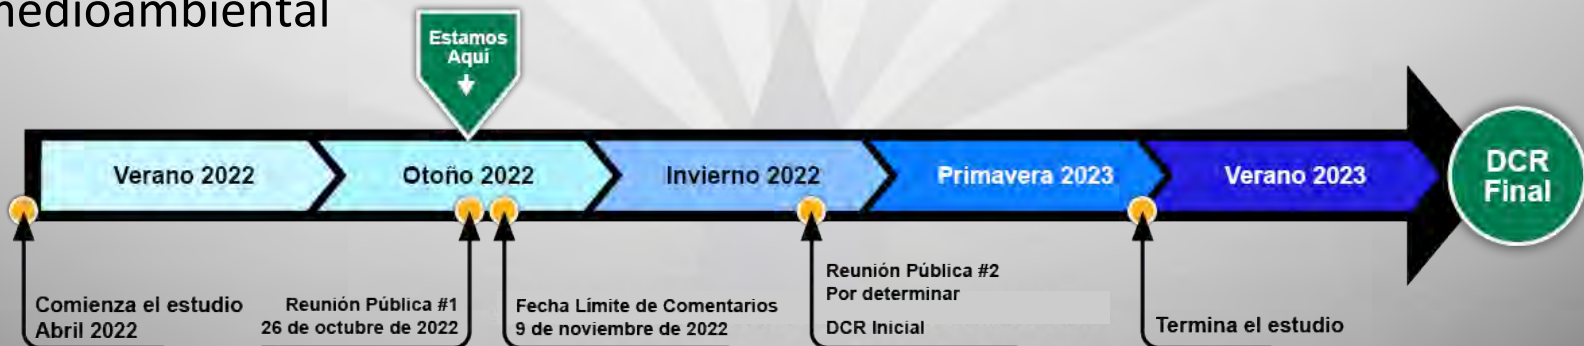 medioambiental
Estamos
Aquí
Verano 2022
Otoño 2022
Invierno 2022
Primavera 2023
Verano 2023
DCR
Final
Comienza el estudio
Abril 2022
Reunión Pública #1
26 de octubre de 2022
Fecha Límite de Comentarios
9 de noviembre de 2022
Reunión Pública #2
Por determinar
DCR Inicial
Termina el estudio